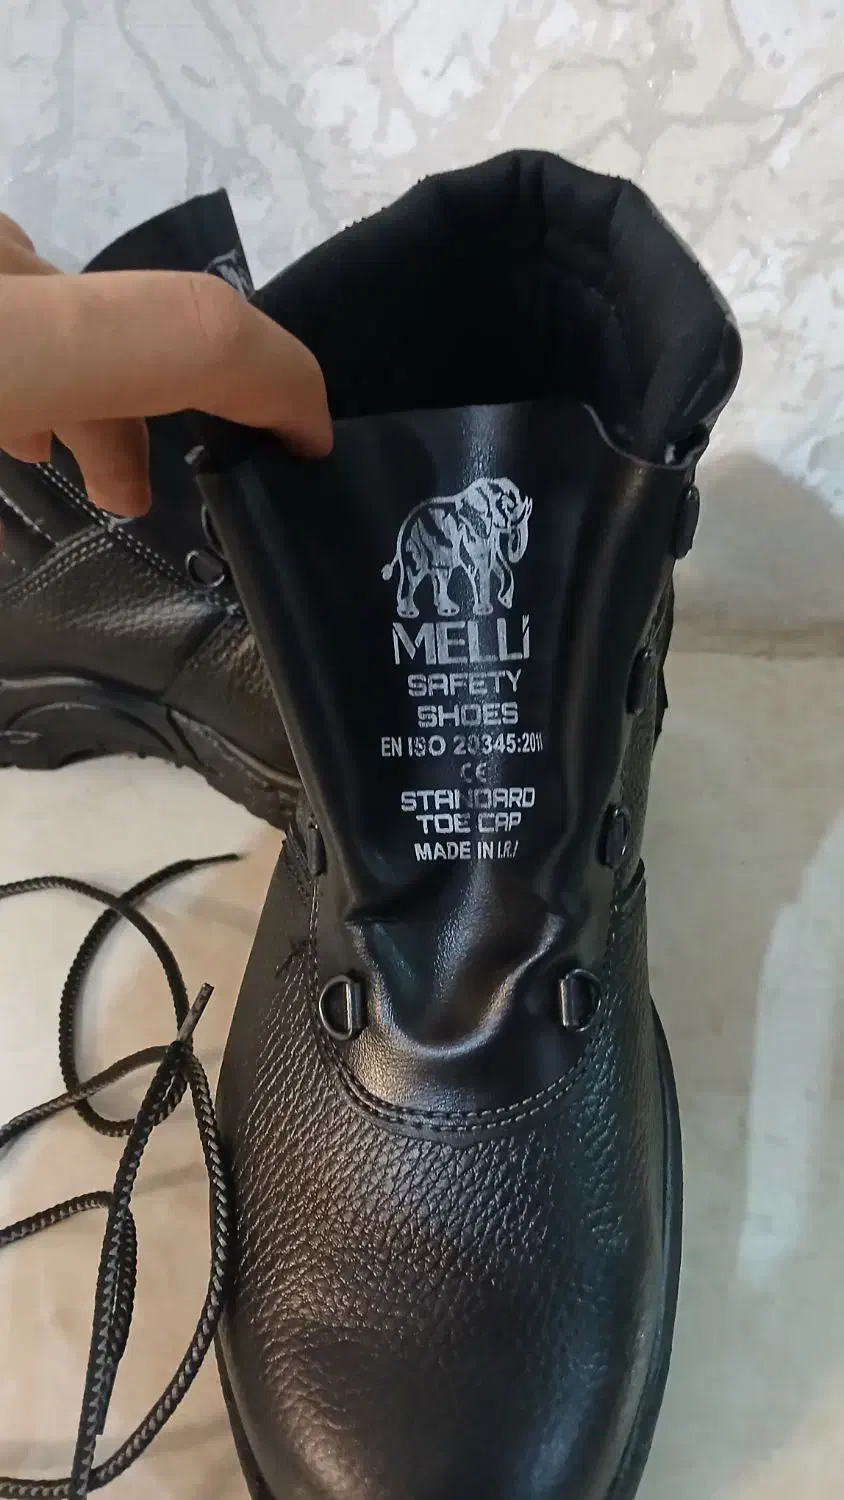 MELLi
SAFETY
SHOES
EN ISO 20345:2011
CE
STANDARD
TOE CAP
MADE IN I.R.I